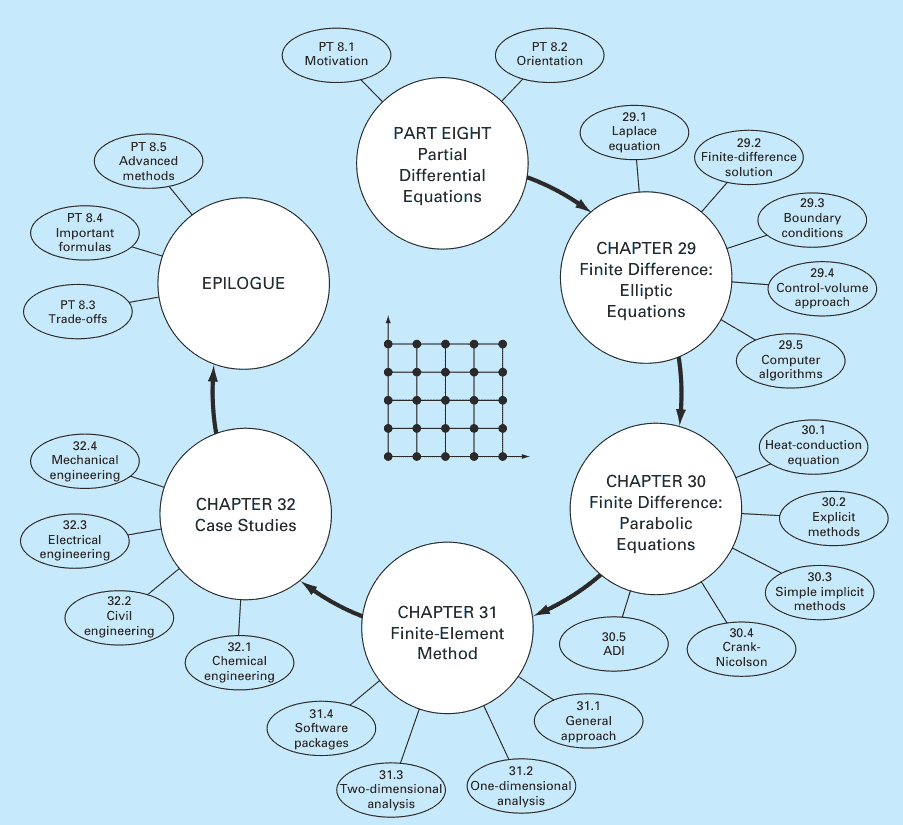 PT 8.1
Motivation
PT 8.2
Orientation
PART EIGHT
Partial
Differential
Equations
29.1
Laplace
equation
29.2
Finite-difference
solution
29.3
Boundary
conditions
29.4
Control-volume
approach
29.5
Computer
algorithms
CHAPTER 29
Finite Difference:
Elliptic
Equations
30.1
Heat-conduction
equation
30.2
Explicit
methods
30.3
Simple implicit
methods
30.4
Crank-
Nicolson
30.5
ADI
CHAPTER 30
Finite Difference:
Parabolic
Equations
CHAPTER 31
Finite-Element
Method
31.1
General
approach
31.2
One-dimensional
analysis
31.3
Two-dimensional
analysis
31.4
Software
packages
CHAPTER 32
Case Studies
32.1
Chemical
engineering
32.2
Civil
engineering
32.3
Electrical
engineering
32.4
Mechanical
engineering
EPILOGUE
PT 8.3
Trade-offs
PT 8.4
Important
formulas
PT 8.5
Advanced
methods